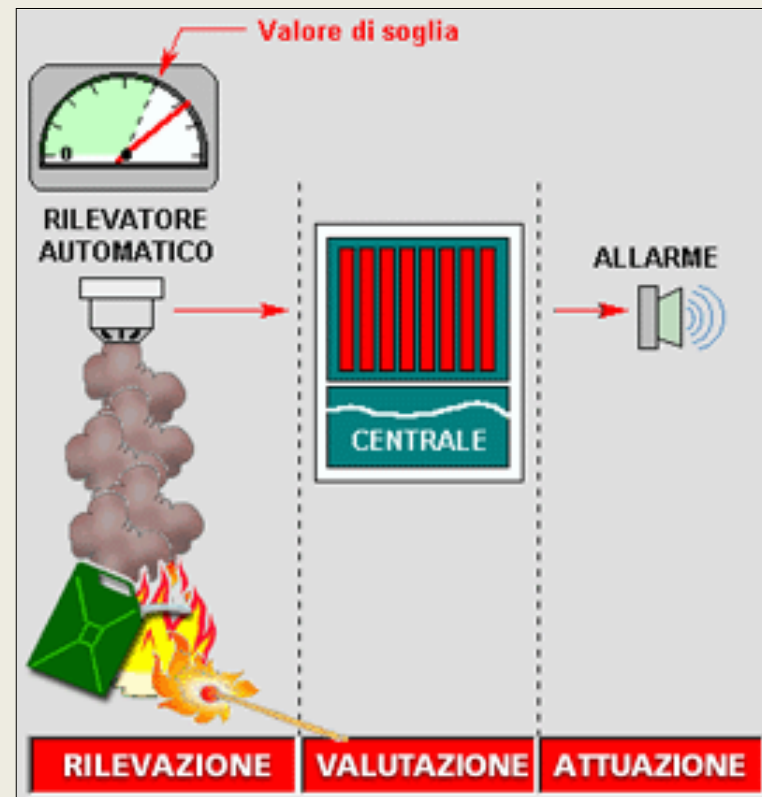 Valore di soglia
0
RILEVATORE
AUTOMATICO
ALLARME
CENTRALE
RILEVAZIONE
VALUTAZIONE
ATTUAZIONE